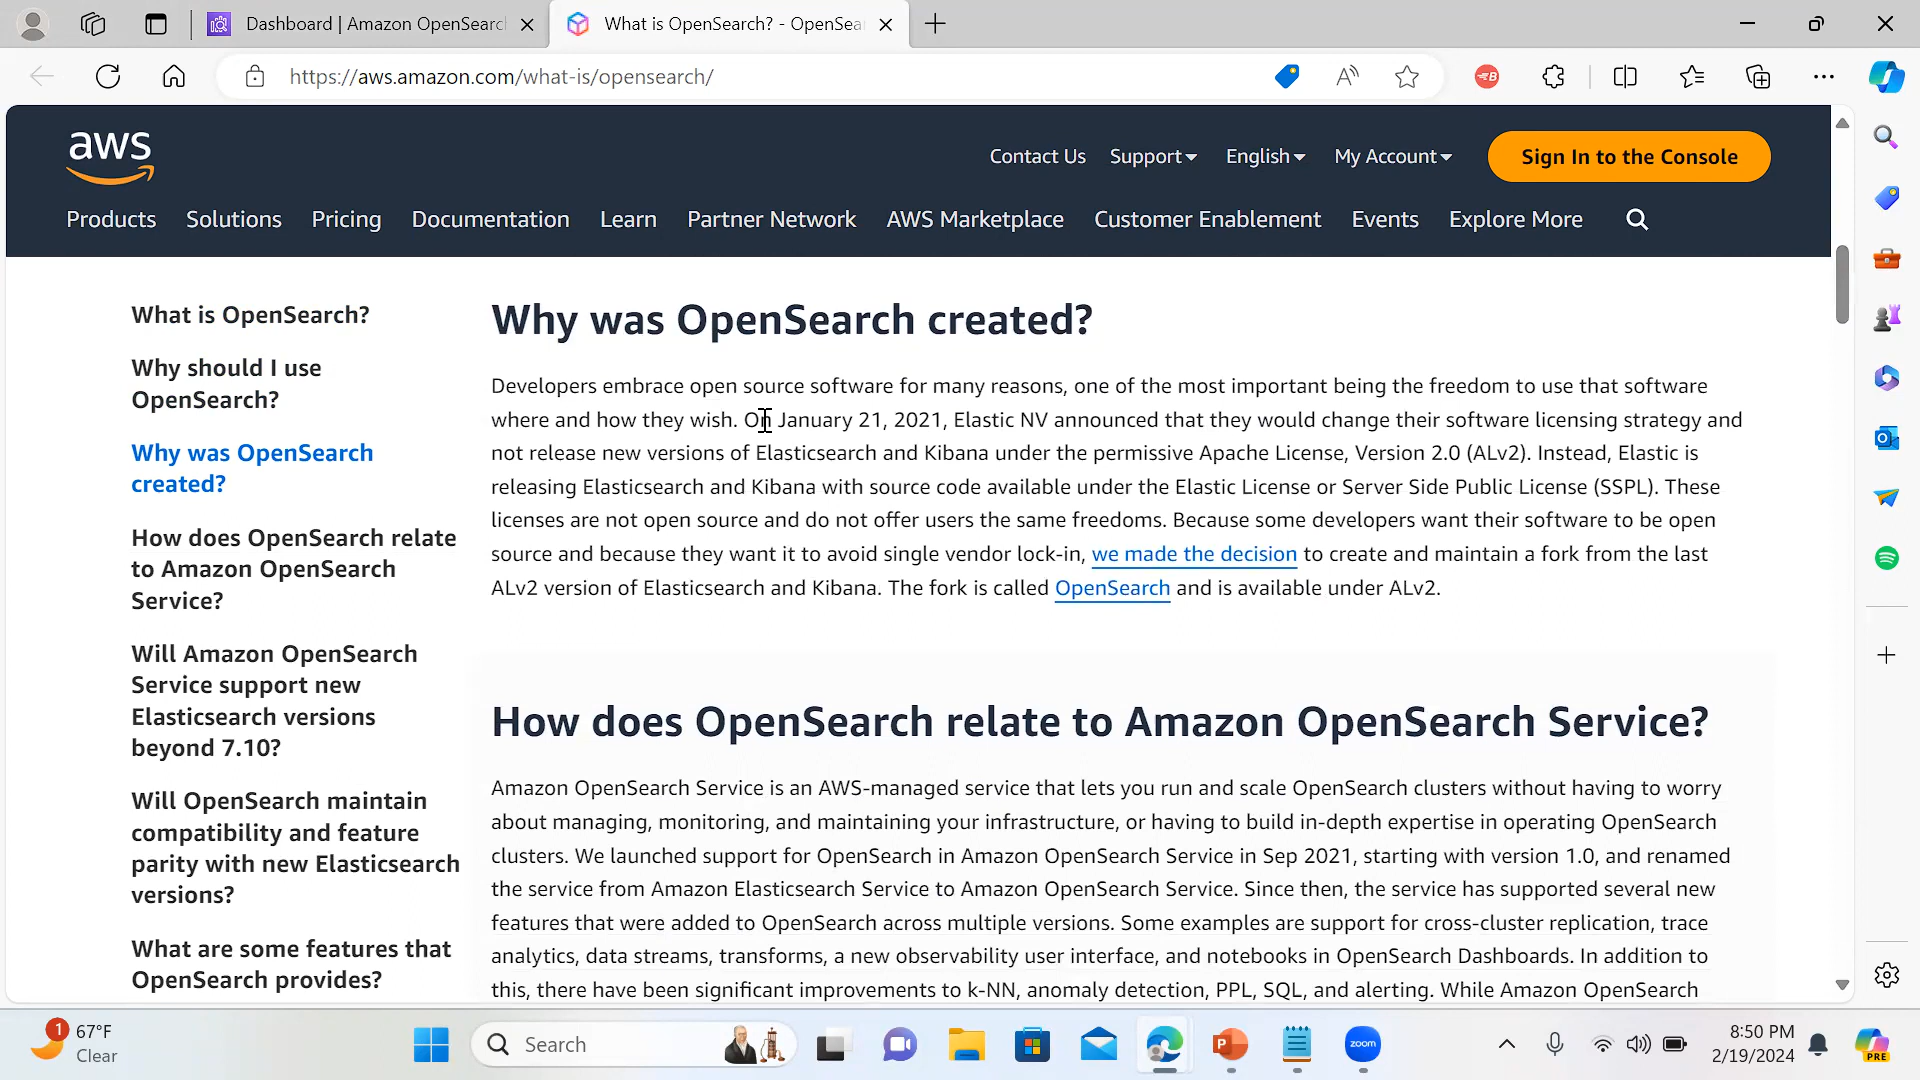 Dashboard | Amazon OpenSearc
What is OpenSearch? - OpenSea
https://aws.amazon.com/what-is/opensearch/
aws
Contact Us Support English My Account Sign In to the Console
Products Solutions Pricing Documentation Learn Partner Network AWS Marketplace Customer Enablement Events Explore More
What is OpenSearch?
Why should I use
OpenSearch?
Why was OpenSearch
created?
How does OpenSearch relate
to Amazon OpenSearch
Service?
Will Amazon OpenSearch
Service support new
Elasticsearch versions
beyond 7.10?
Will OpenSearch maintain
compatibility and feature
parity with new Elasticsearch
versions?
What are some features that
OpenSearch provides?
Why was OpenSearch created?
Developers embrace open source software for many reasons, one of the most important being the freedom to use that software
where and how they wish. On January 21, 2021, Elastic NV announced that they would change their software licensing strategy and
not release new versions of Elasticsearch and Kibana under the permissive Apache License, Version 2.0 (ALv2). Instead, Elastic is
releasing Elasticsearch and Kibana with source code available under the Elastic License or Server Side Public License (SSPL). These
licenses are not open source and do not offer users the same freedoms. Because some developers want their software to be open
source and because they want it to avoid single vendor lock-in, we made the decision to create and maintain a fork from the last
ALv2 version of Elasticsearch and Kibana. The fork is called OpenSearch and is available under ALv2.
How does OpenSearch relate to Amazon OpenSearch Service?
Amazon OpenSearch Service is an AWS-managed service that lets you run and scale OpenSearch clusters without having to worry
about managing, monitoring, and maintaining your infrastructure, or having to build in-depth expertise in operating OpenSearch
clusters. We launched support for OpenSearch in Amazon OpenSearch Service in Sep 2021, starting with version 1.0, and renamed
the service from Amazon Elasticsearch Service to Amazon OpenSearch Service. Since then, the service has supported several new
features that were added to OpenSearch across multiple versions. Some examples are support for cross-cluster replication, trace
analytics, data streams, transforms, a new observability user interface, and notebooks in OpenSearch Dashboards. In addition to
this, there have been significant improvements to k-NN, anomaly detection, PPL, SQL, and alerting. While Amazon OpenSearch
1
67°F
Clear
Search
zoom
8:50 PM
2/19/2024
PRE